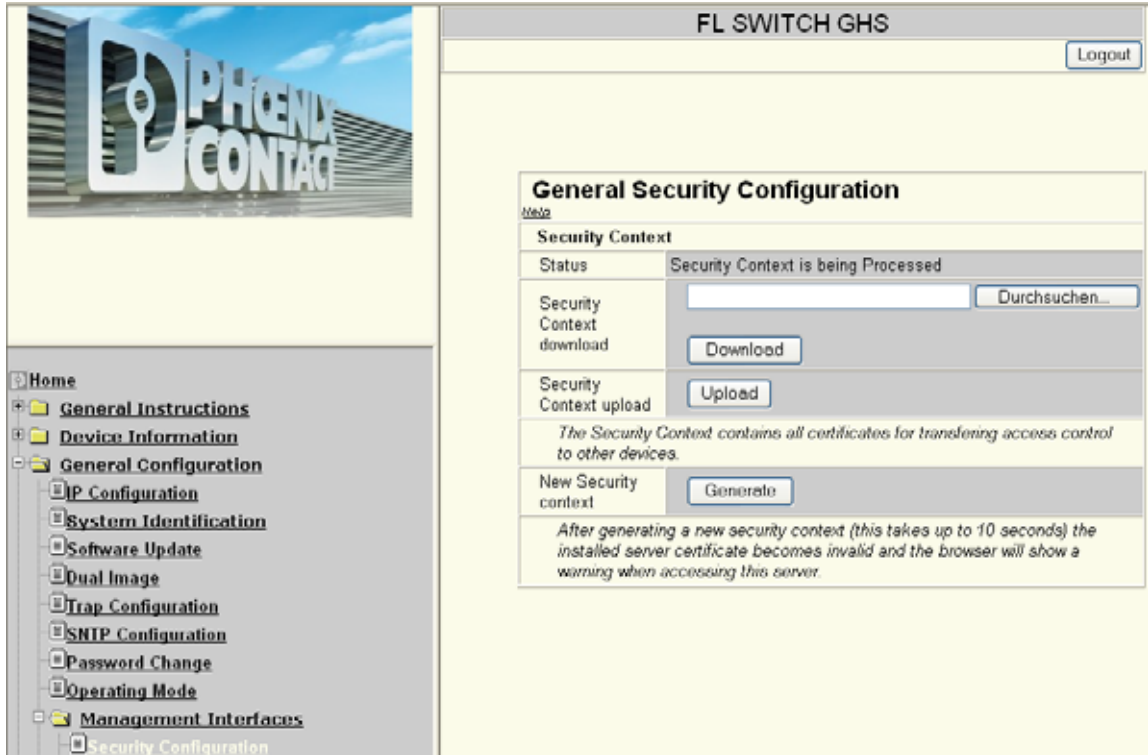 PHŒNIX
CONTACT
FL SWITCH GHS
Logout
Home
General Instructions
Device Information
General Configuration
IP Configuration
System Identification
Software Update
Dual Image
Trap Configuration
SNTP Configuration
Password Change
Operating Mode
Management Interfaces
Security Configuration
General Security Configuration
Help
Security Context
Status
Security Context is being Processed
Security
Context
download
Durchsuchen...
Download
Security
Context upload
Upload
The Security Context contains all certificates for transfering access control
to other devices.
New Security
context
Generate
After generating a new security context (this takes up to 10 seconds) the
installed server certificate becomes invalid and the browser will show a
warning when accessing this server.